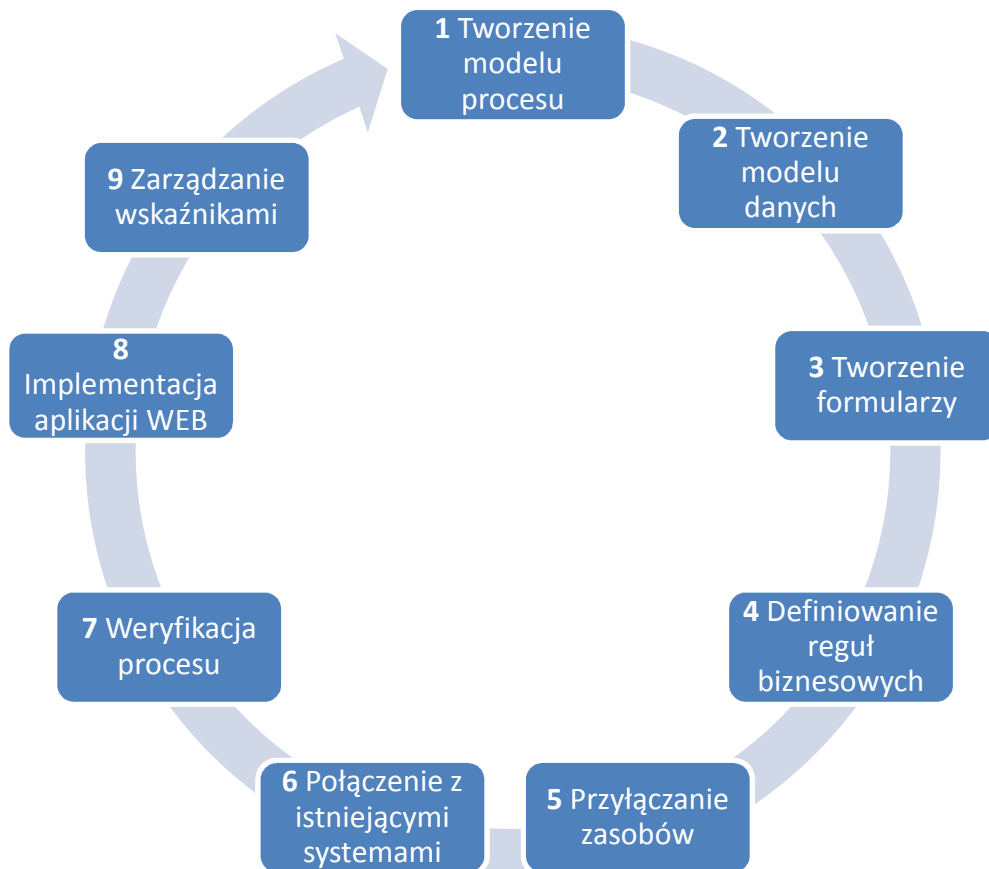 1 Tworzenie
modelu
procesu
2 Tworzenie
modelu
danych
3 Tworzenie
formularzy
4 Definiowanie
reguł
biznesowych
5 Przyłączanie
zasobów
6 Połączenie z
istniejącymi
systemami
7 Weryfikacja
procesu
8
Implementacja
aplikacji WEB
9 Zarządzanie
wskaźnikami